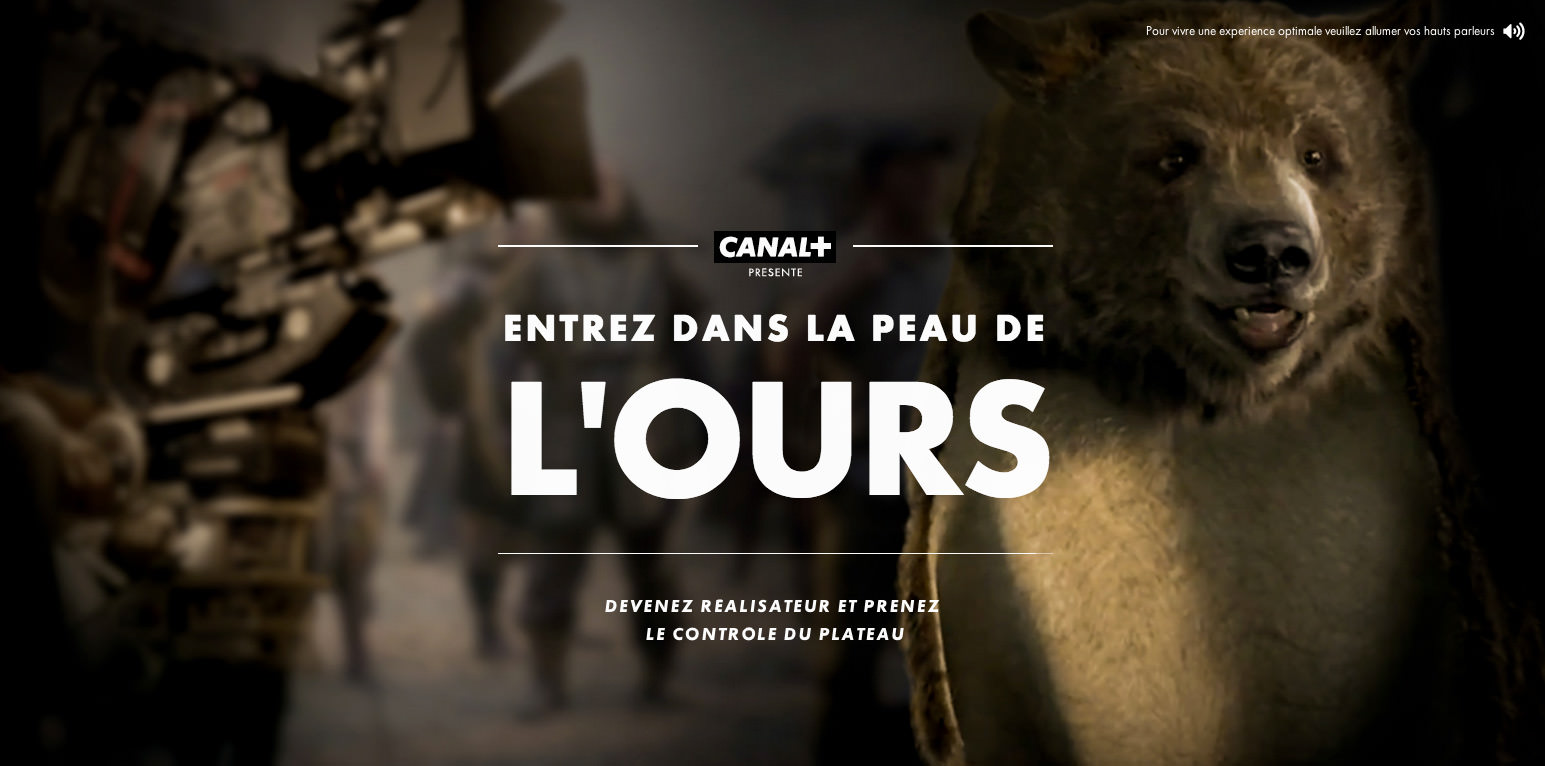 Pour vivre une experience optimale veuillez allumer vos hauts parleurs
CANAL+
PRESENTE
ENTREZ DANS LA PEAU DE
L'OURS
DEVENEZ REALISATEUR ET PRENEZ
LE CONTROLE DU PLATEAU